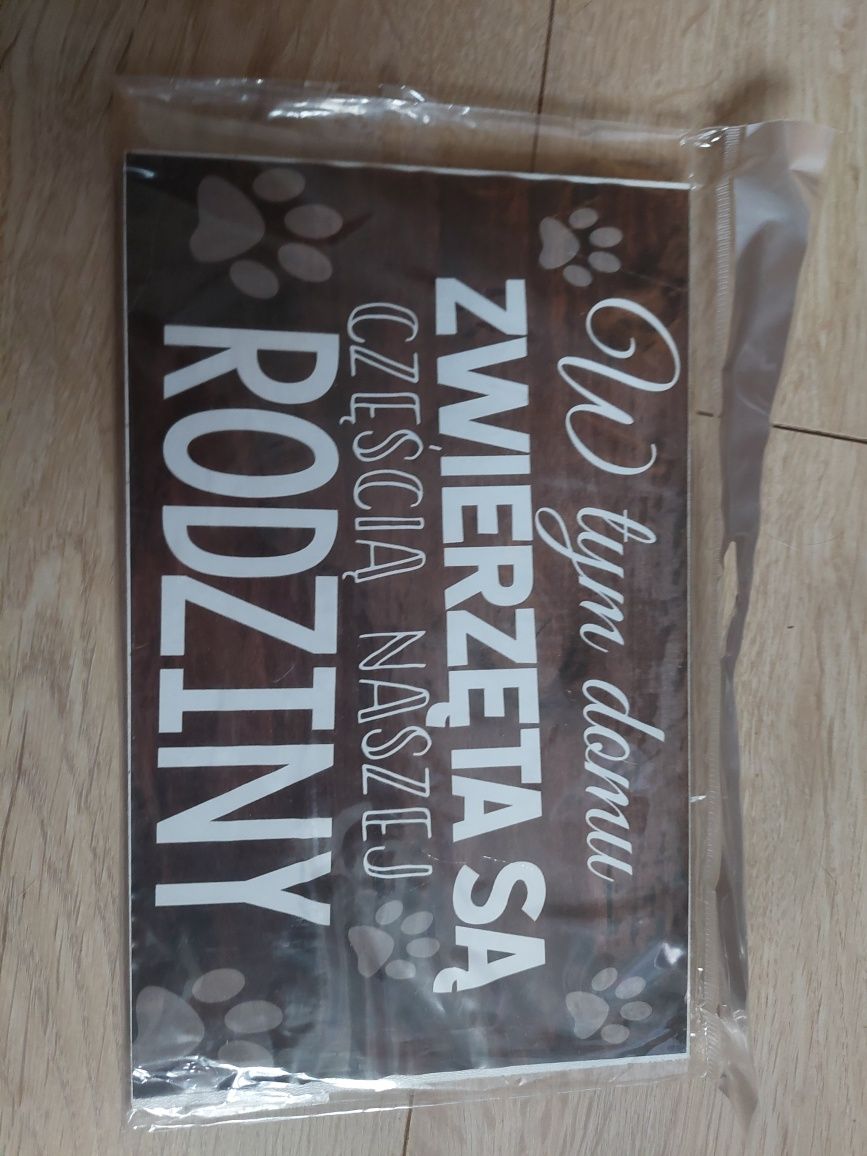 W tym domu
ZWIERZĘTA SĄ
CZĘŚCIĄ NASZEJ
RODZINY